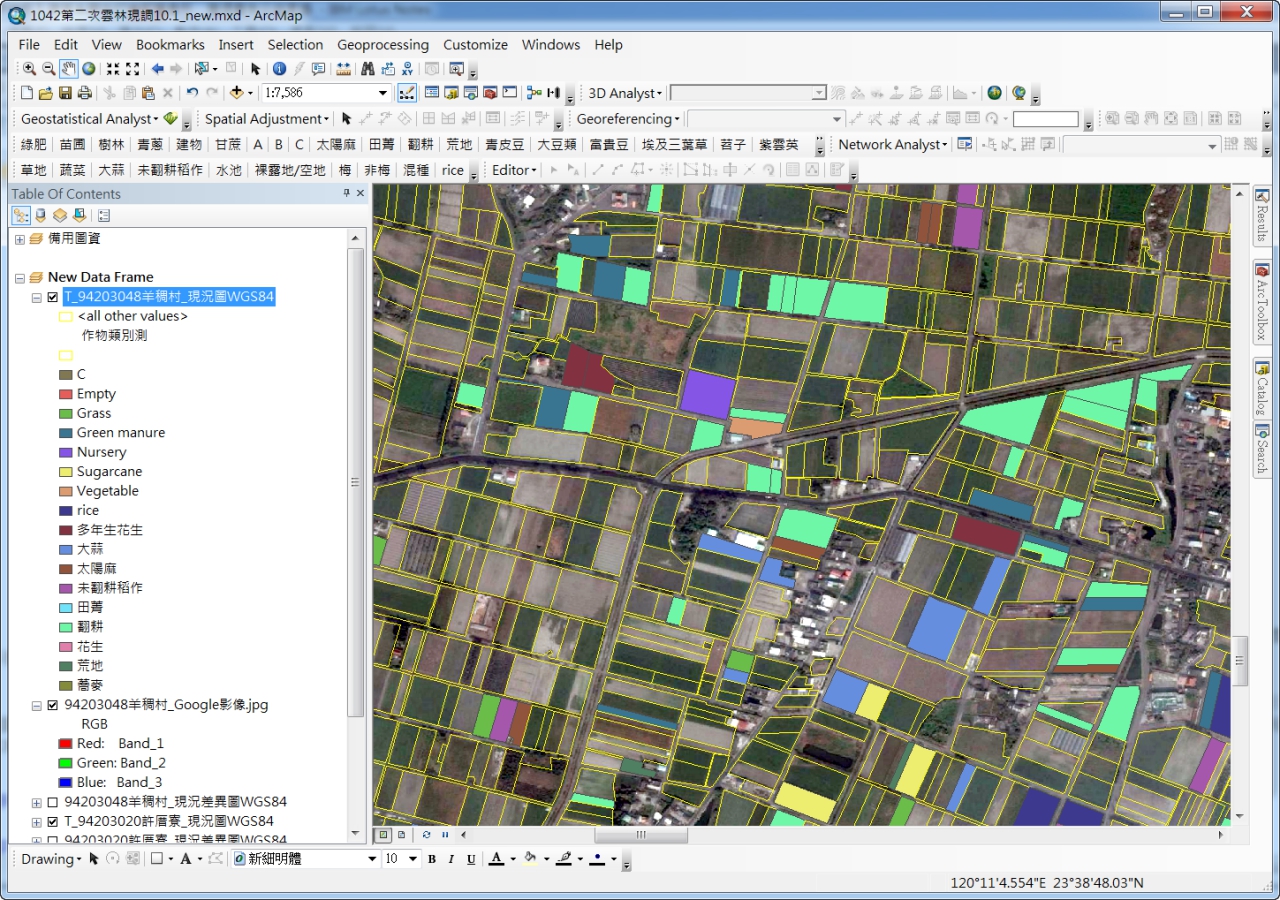 1042第二次雲林現調10.1_new.mxd - ArcMap
File Edit View Bookmarks Insert Selection Geoprocessing Customize Windows Help
1:7,586 3D Analyst
Geostatistical Analyst Spatial Adjustment Georeferencing
綠肥 苗圃 樹林 青蔥 建物 甘蔗 A B C 太陽麻 田菁 翻耕 荒地 青皮豆 大豆類 富貴豆 埃及三葉草 苕子 紫雲英 Network Analyst
草地 蔬菜 大蒜 未翻耕稻作 水池 裸露地/空地 梅 非梅 混種 rice Editor
Table Of Contents
備用圖資
New Data Frame
T_94203048羊稠村_現況圖WGS84
<all other values>
作物類別測
C
Empty
Grass
Green manure
Nursery
Sugarcane
Vegetable
rice
多年生花生
大蒜
太陽麻
未翻耕稻作
田菁
翻耕
花生
荒地
蕎麥
94203048羊稠村_Google影像.jpg
RGB
Red: Band_1
Green: Band_2
Blue: Band_3
94203048羊稠村_現況差異圖WGS84
T_94203020許厝寮_現況圖WGS84
94203020許厝寮_現況差異圖WGS84
Results
ArcToolbox
Catalog
Search
Drawing A 新細明體 10 B I U A
120°11'4.554"E 23°38'48.03"N